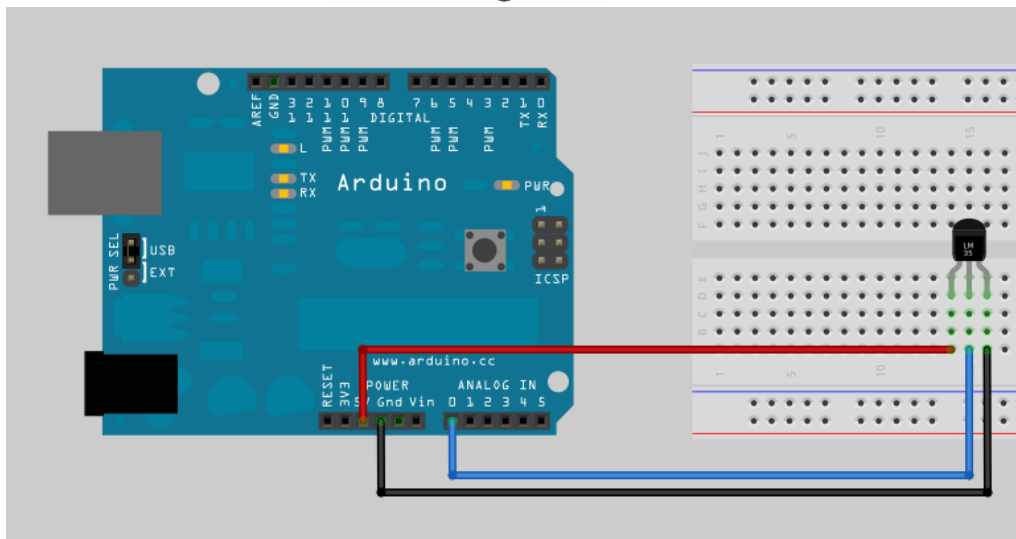 AREF GND 13 12 11 10 9 8 7 6 5 4 3 2 1 0
DIGITAL
PWM PWM PWM PWM PWM PWM TX RX
L
TX
RX
Arduino
PWR
1
ICSP
PWR SEL
USB
EXT
www.arduino.cc
POWER
ANALOG IN
RESET 3V3 5V Gnd Vin 0 1 2 3 4 5
LM
35
1 5 10 15
J
I
H
G
F
E
D
C
B
1 5 10